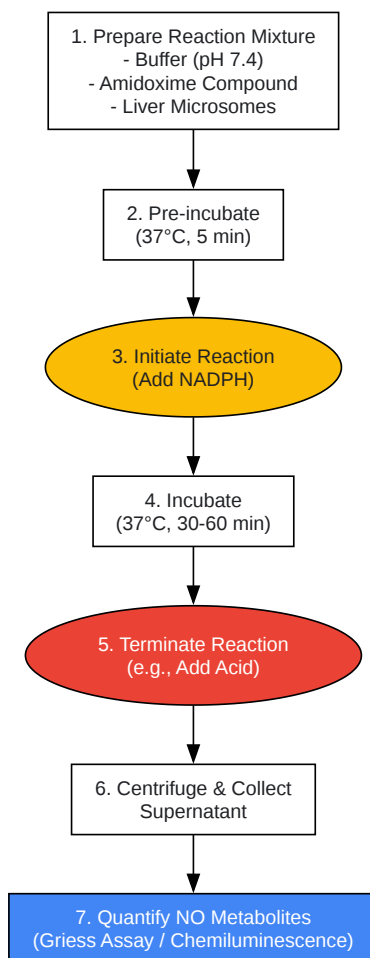 1. Prepare Reaction Mixture
- Buffer (pH 7.4)
- Amidoxime Compound
- Liver Microsomes
2. Pre-incubate
(37°C, 5 min)
3. Initiate Reaction
(Add NADPH)
4. Incubate
(37°C, 30-60 min)
5. Terminate Reaction
(e.g., Add Acid)
6. Centrifuge & Collect
Supernatant
7. Quantify NO Metabolites
(Griess Assay / Chemiluminescence)